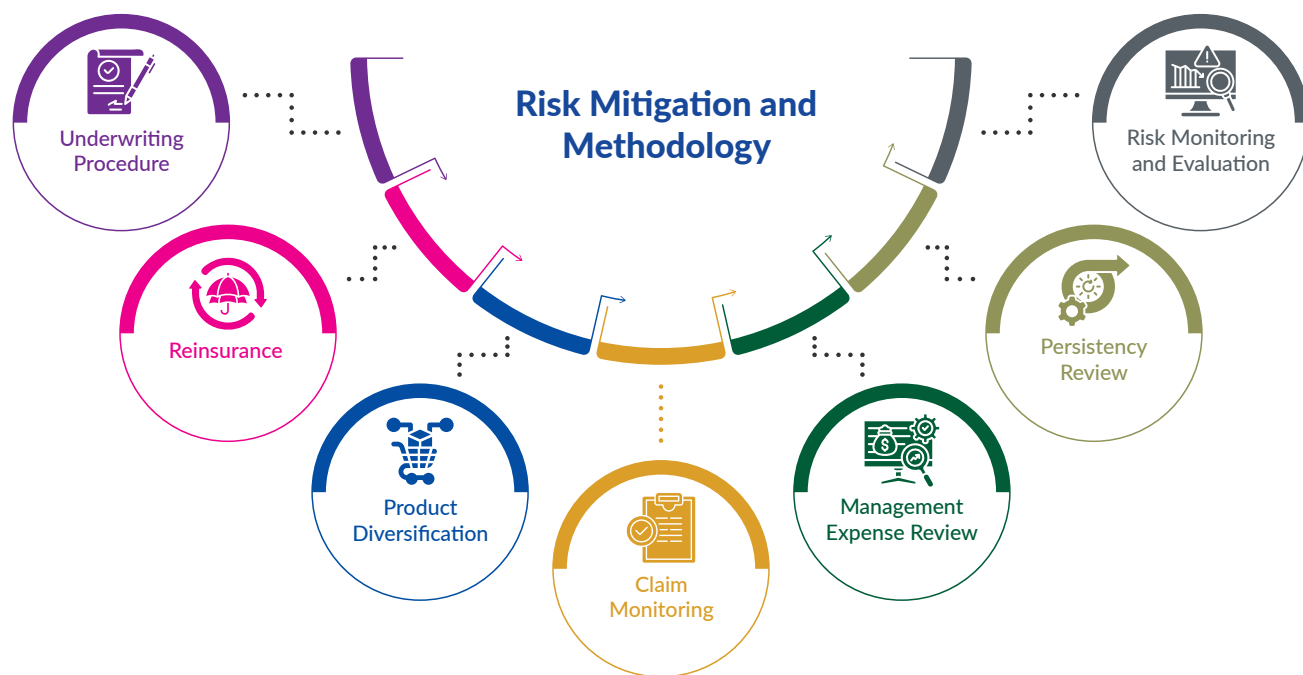 Risk Mitigation and
Methodology
Underwriting
Procedure
Reinsurance
Product
Diversification
Claim
Monitoring
Management
Expense Review
Persistency
Review
Risk Monitoring
and Evaluation